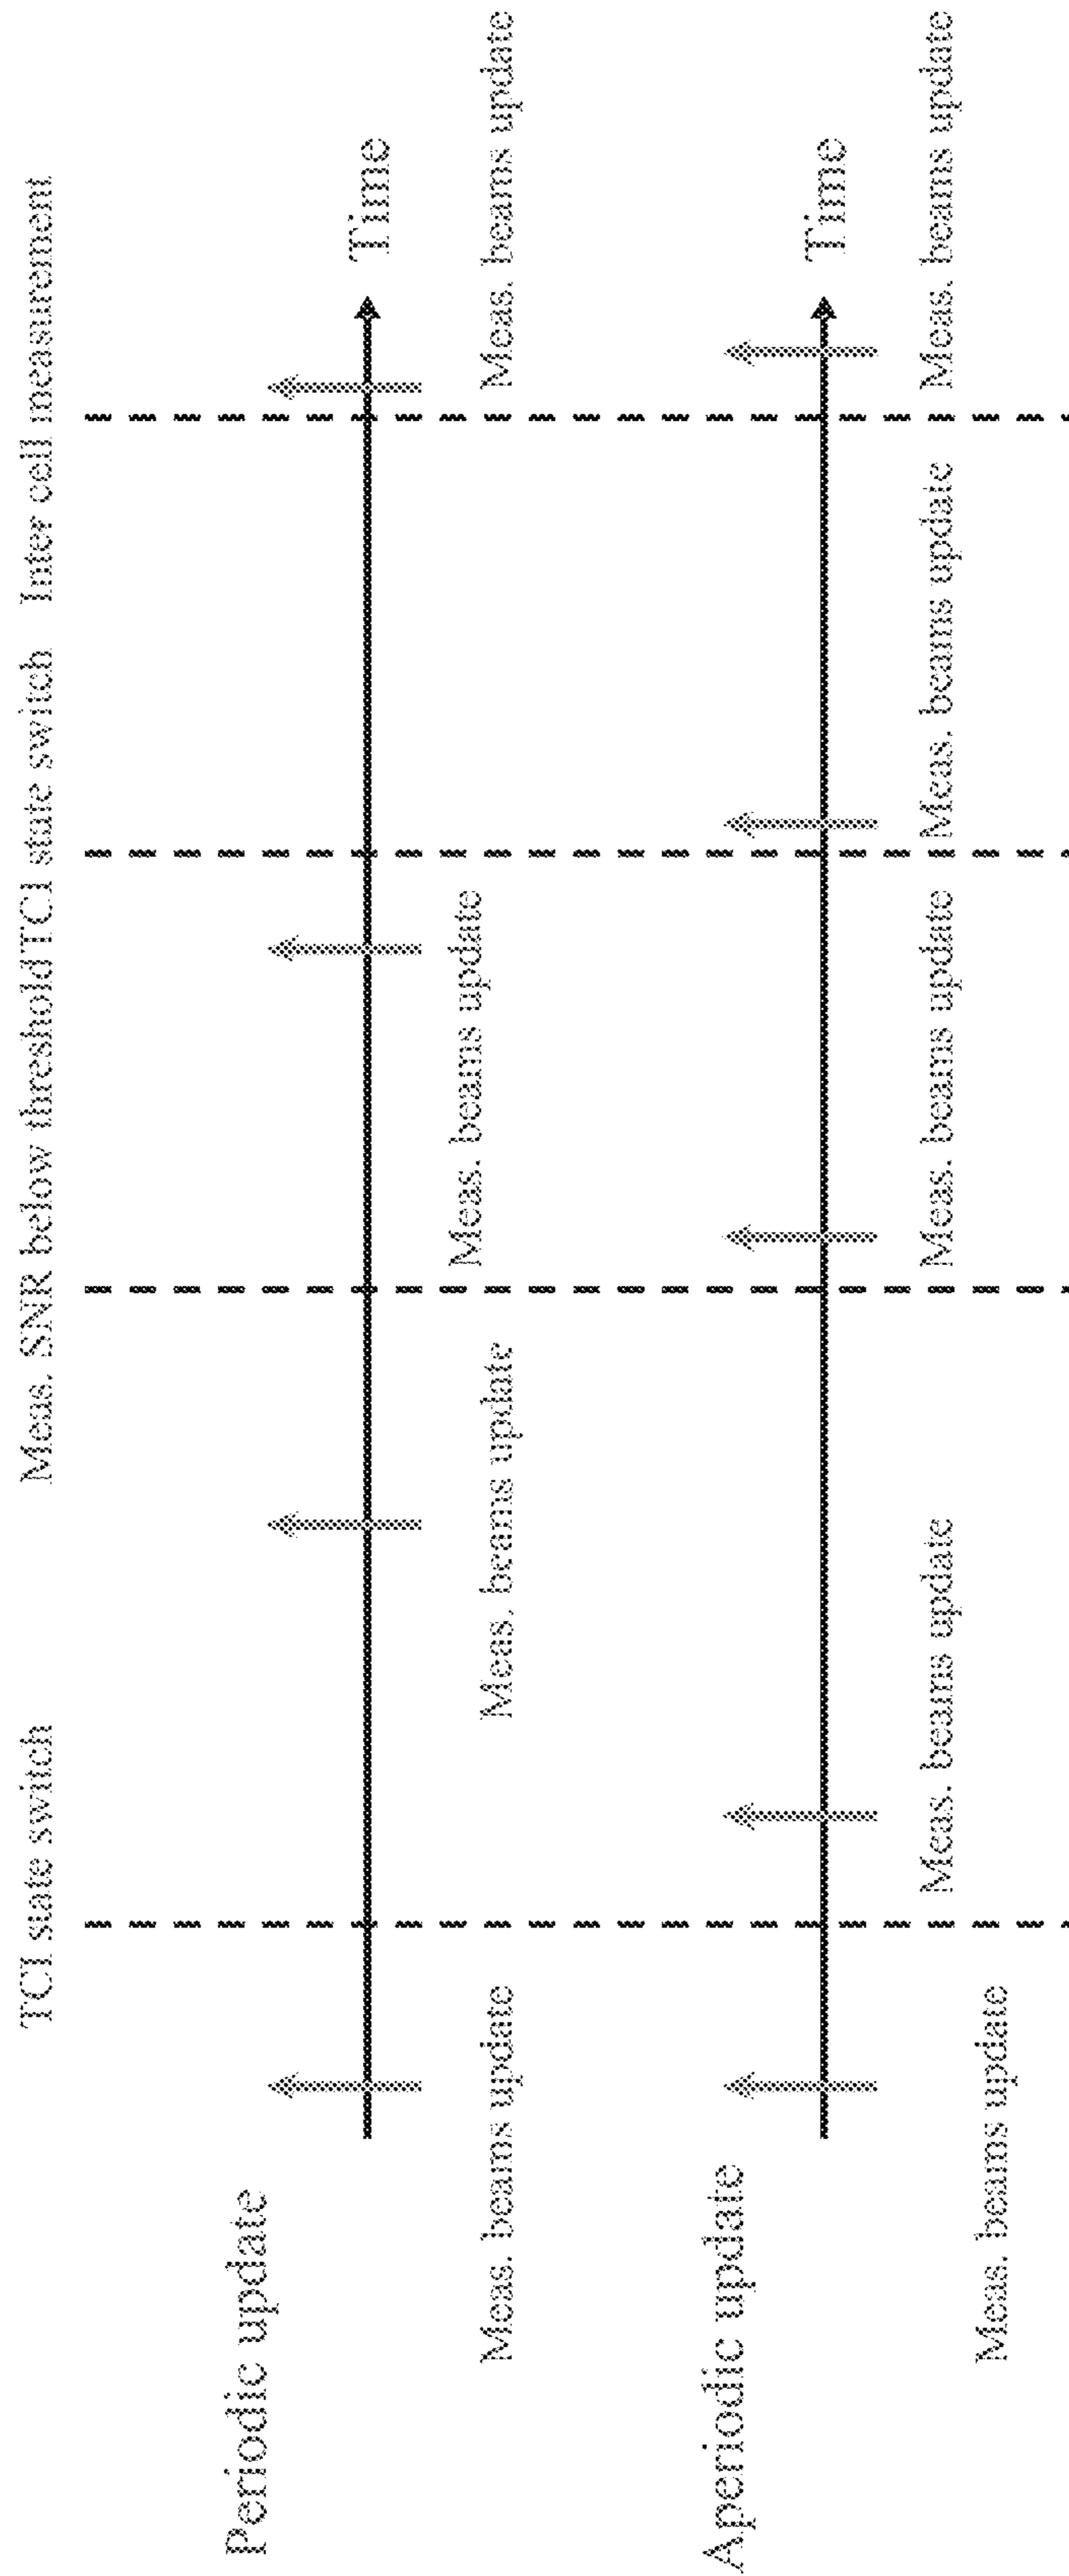 TCI state switch
Meas. SNR below threshold
TCI state switch
Inter cell measurement
Periodic update
Time
Meas. beams update
Meas. beams update
Meas. beams update
Meas. beams update
Aperiodic update
Time
Meas. beams update
Meas. beams update
Meas. beams update
Meas. beams update
Meas. beams update